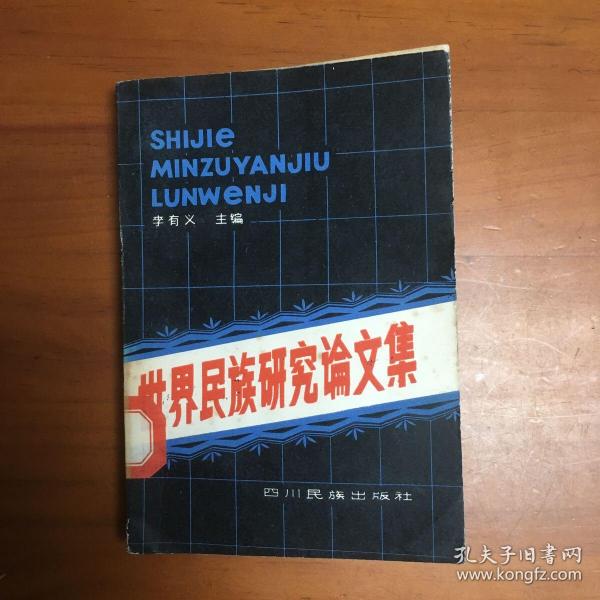 SHIJIe
MINZUYANJIU
LUNWeNJI
李有义 主编
世界民族研究论文集
四川民族出版社
孔夫子旧书网
www.kongfz.com